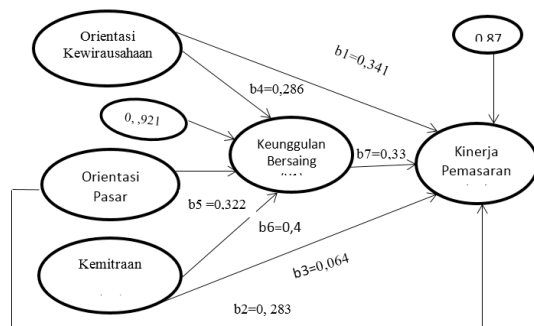 Orientasi
Kewirausahaan
0.87
b1=0,341
b4=0,286
0, ,921
Keunggulan
Bersaing
b7=0,33
Kinerja
Pemasaran
Orientasi
Pasar
b5 =0,322
b6=0,4
Kemitraan
b3=0,064
b2=0, 283